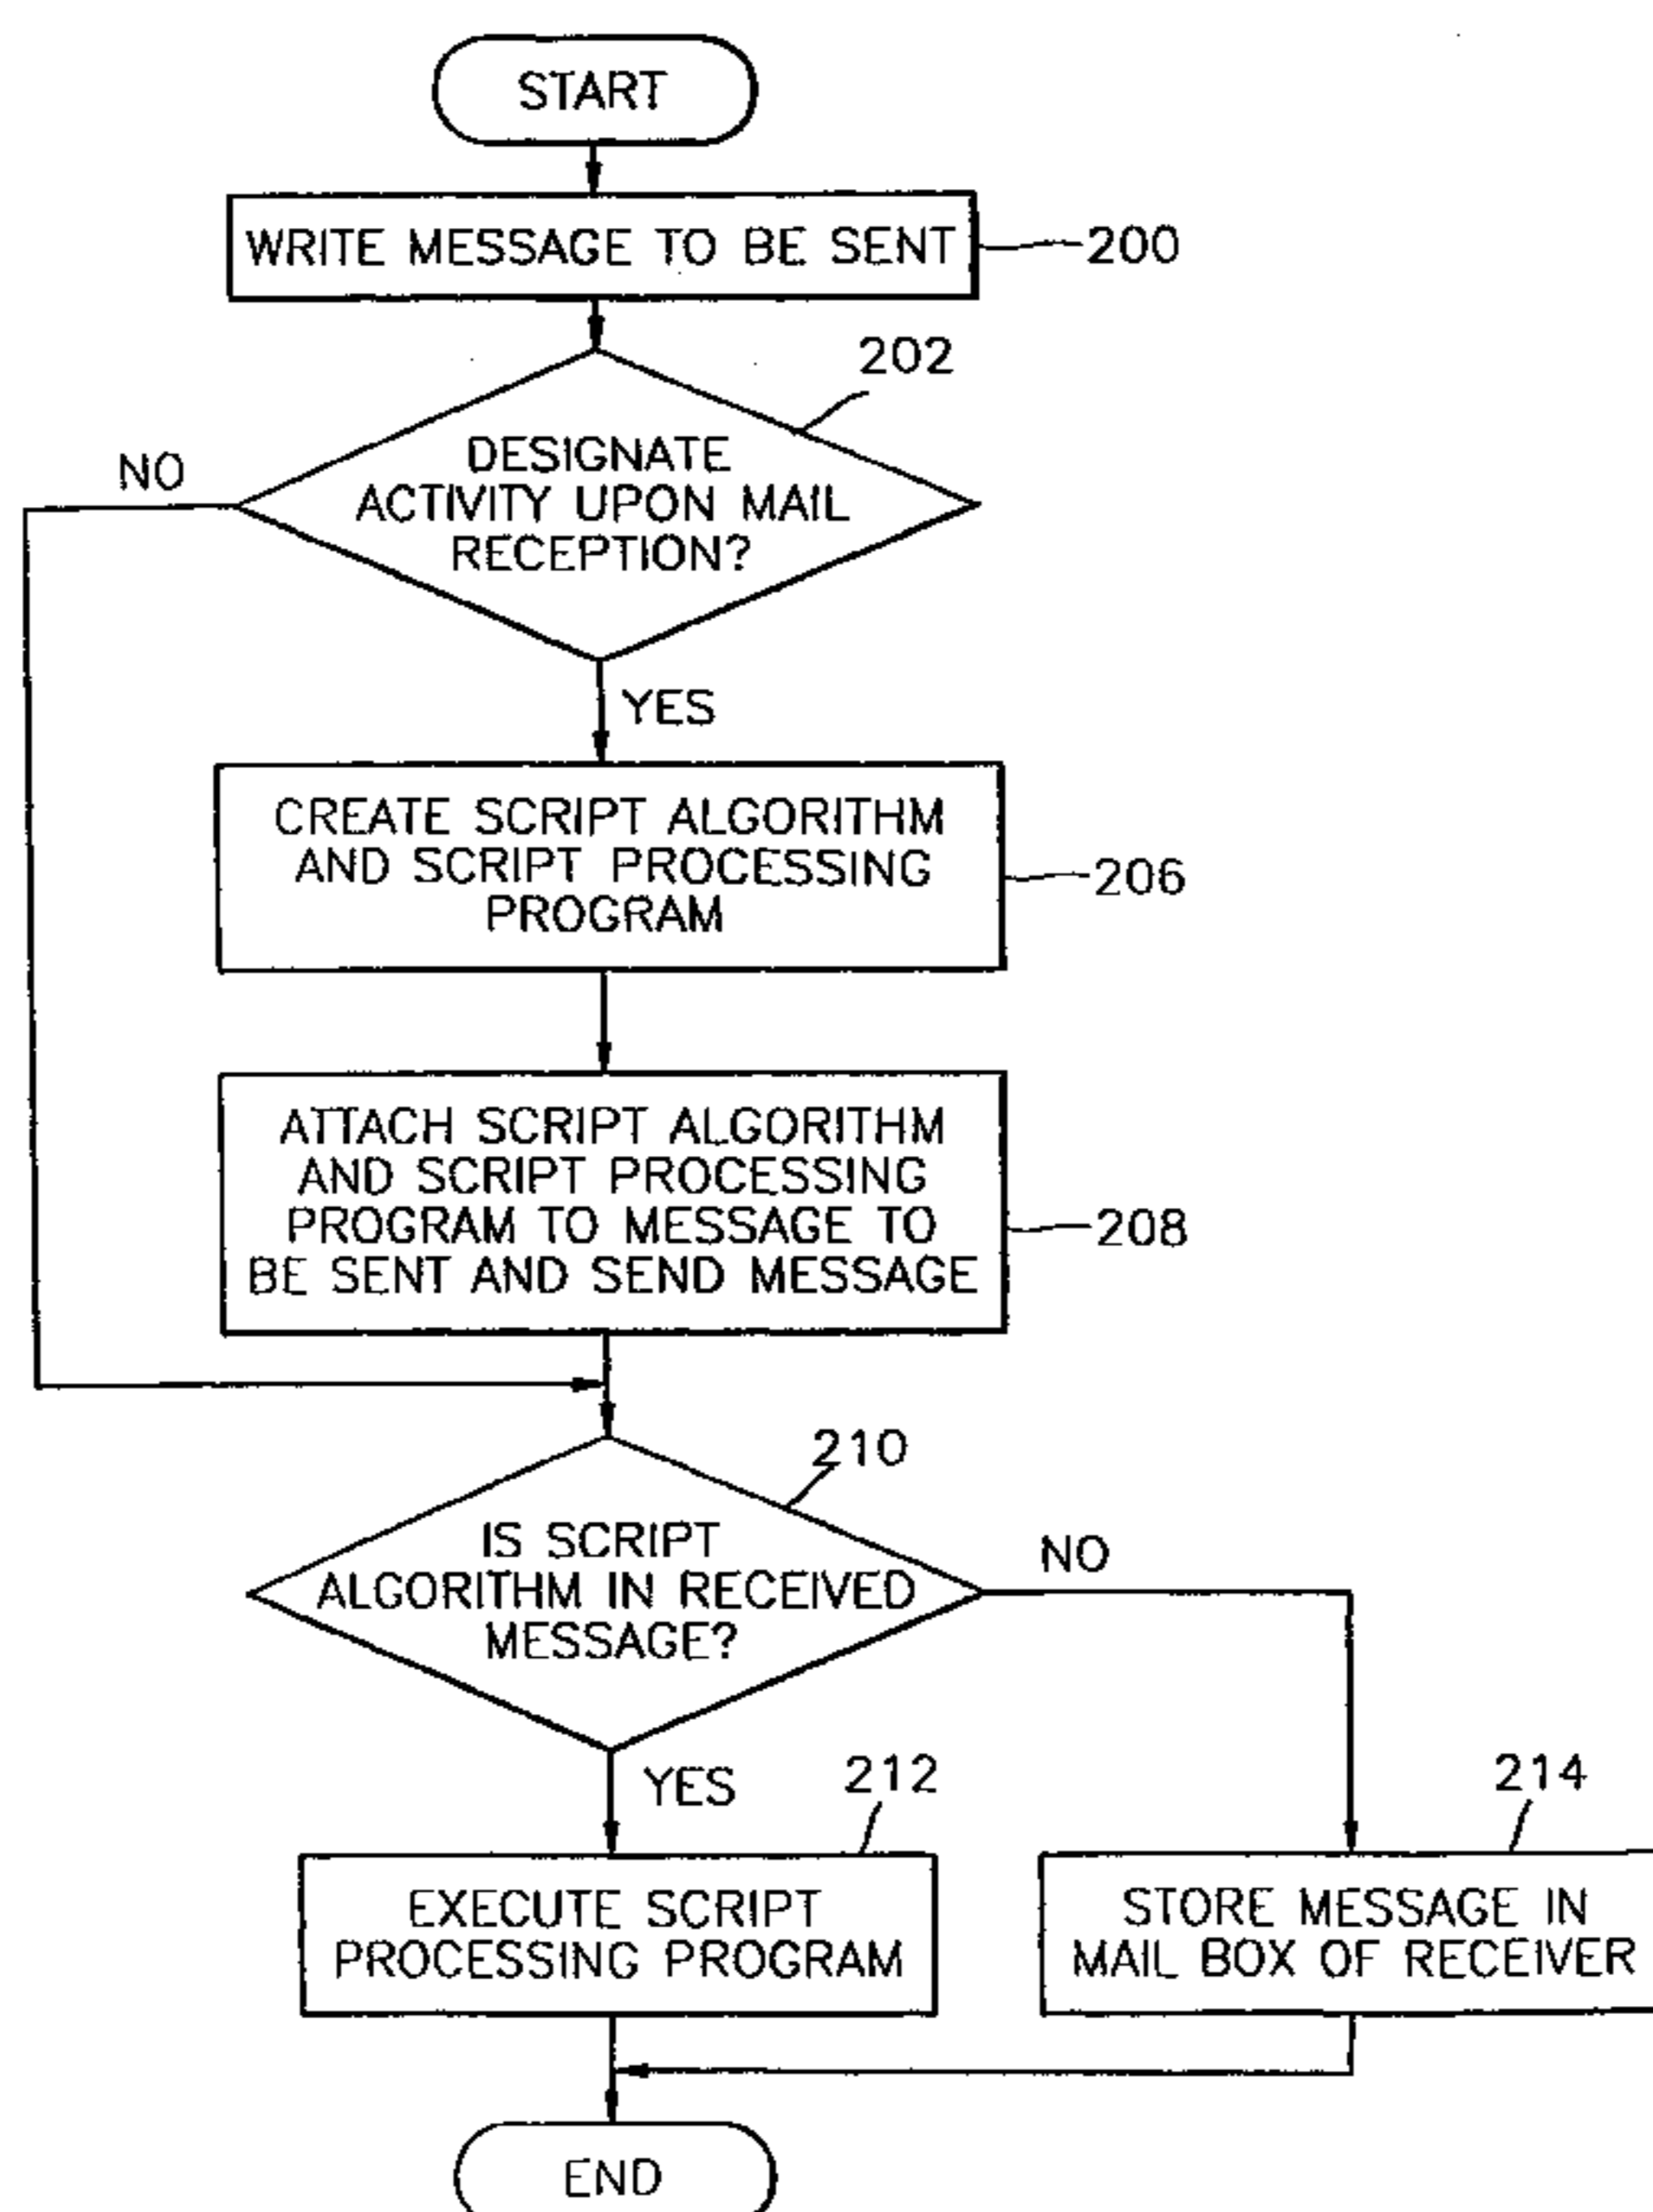 START
WRITE MESSAGE TO BE SENT
200
202
DESIGNATE
ACTIVITY UPON MAIL
RECEPTION?
NO
YES
CREATE SCRIPT ALGORITHM
AND SCRIPT PROCESSING
PROGRAM
206
ATTACH SCRIPT ALGORITHM
AND SCRIPT PROCESSING
PROGRAM TO MESSAGE TO
BE SENT AND SEND MESSAGE
208
210
IS SCRIPT
ALGORITHM IN RECEIVED
MESSAGE?
NO
YES
212
EXECUTE SCRIPT
PROCESSING PROGRAM
214
STORE MESSAGE IN
MAIL BOX OF RECEIVER
END